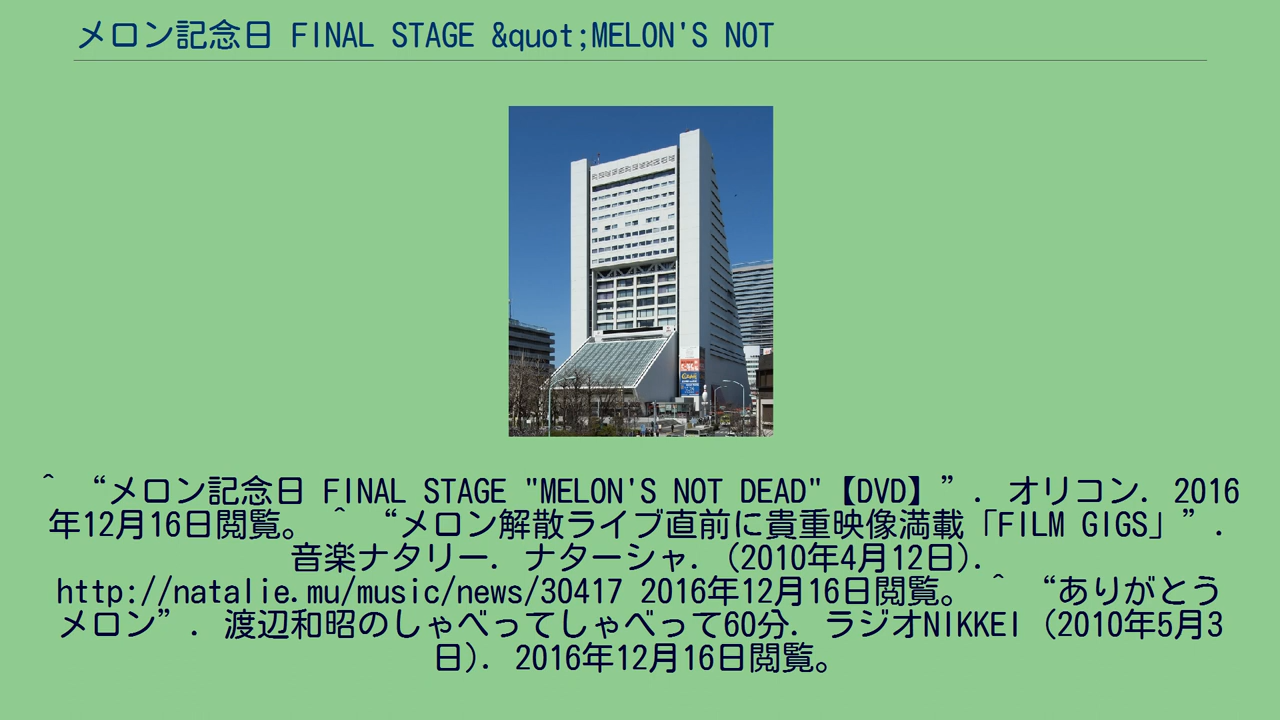 メロン記念日 FINAL STAGE &quot;MELON'S NOT
^ “メロン記念日 FINAL STAGE "MELON'S NOT DEAD"【DVD】”. オリコン. 2016
年12月16日閲覧。 ^ “メロン解散ライブ直前に貴重映像満載「FILM GIGS」”.
音楽ナタリー. ナターシャ. (2010年4月12日).
http://natalie.mu/music/news/30417 2016年12月16日閲覧。 ^ “ありがとう
メロン”. 渡辺和昭のしゃべってしゃべって60分. ラジオNIKKEI (2010年5月3
日). 2016年12月16日閲覧。